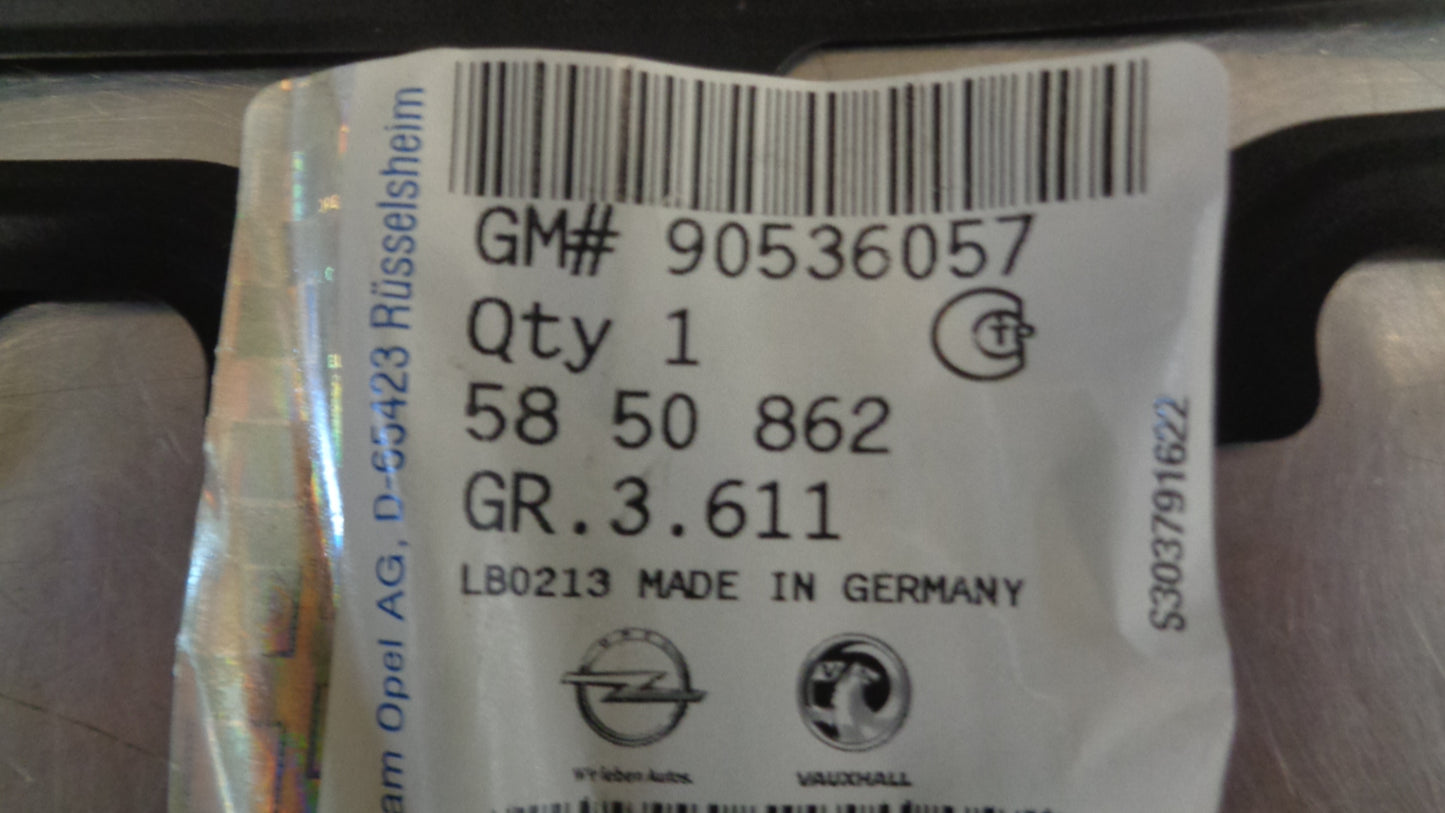 GM# 90536057
Qty 1
58 50 862
GR.3.611
LB0213 MADE IN GERMANY
OPEL
Wir leben Autos.
VAUXHALL
am Opel AG, D-65423 Rüsselsheim
S303791622